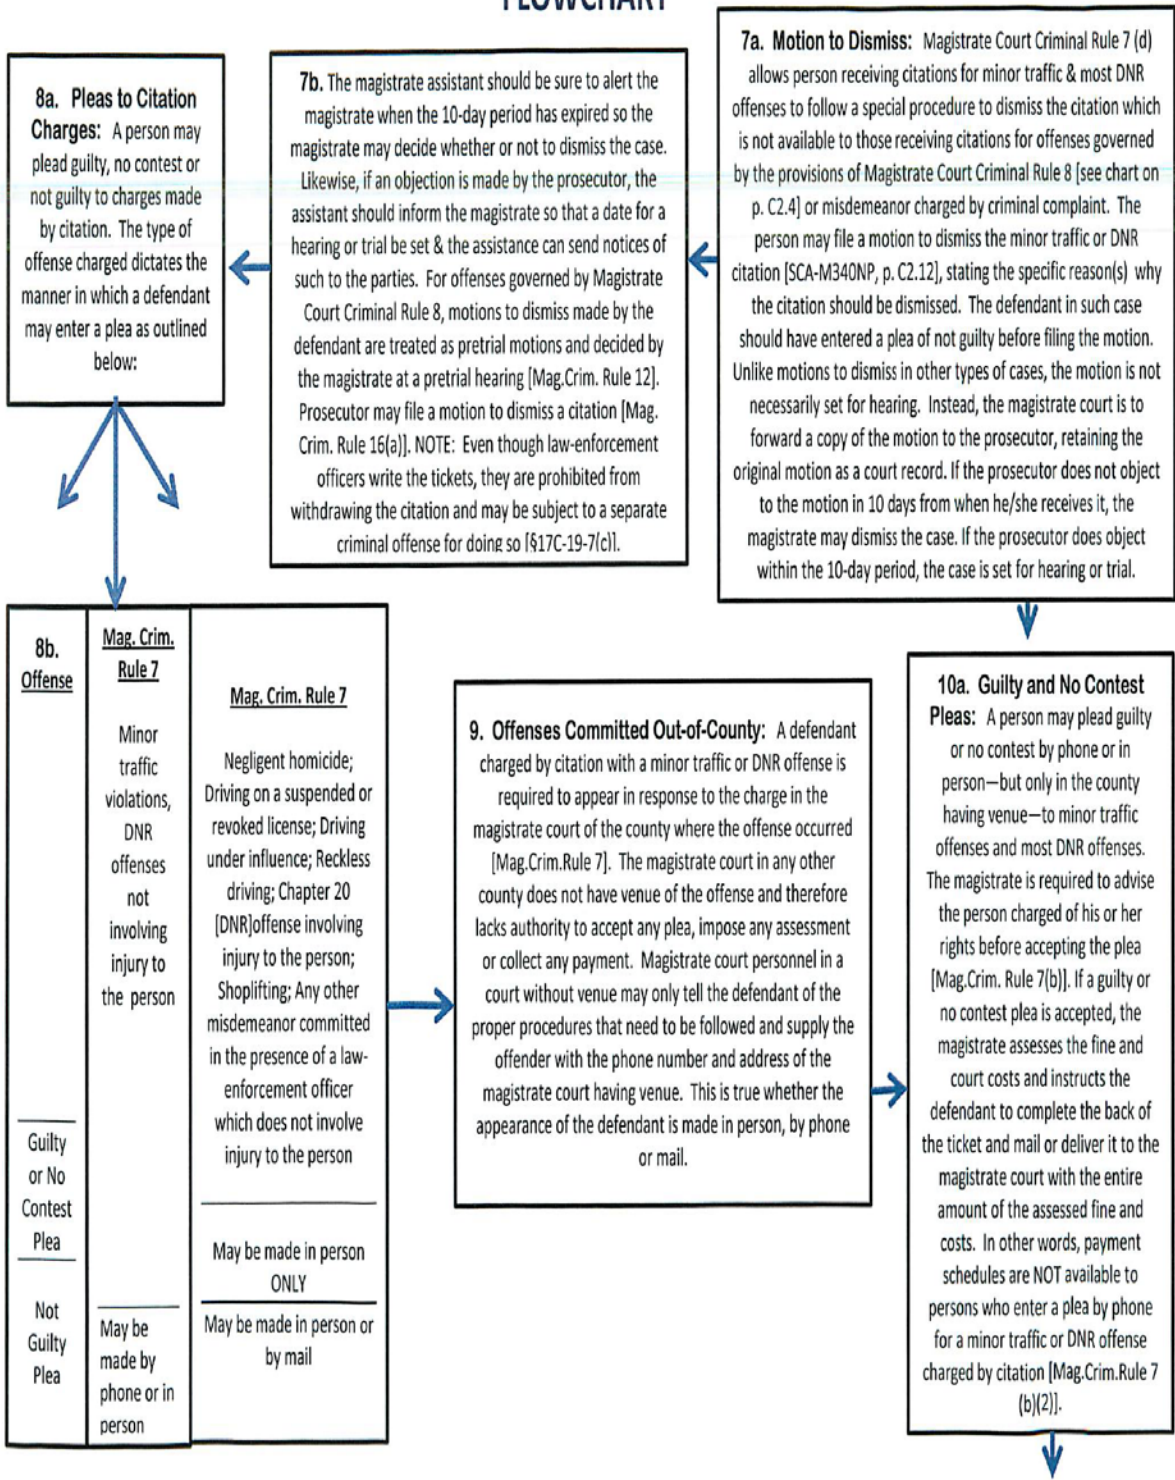 FLOWCHART
7a. Motion to Dismiss: Magistrate Court Criminal Rule 7 (d)
allows person receiving citations for minor traffic & most DNR
offenses to follow a special procedure to dismiss the citation which
is not available to those receiving citations for offenses governed
by the provisions of Magistrate Court Criminal Rule 8 [see chart on
p. C2.4] or misdemeanor charged by criminal complaint. The
person may file a motion to dismiss the minor traffic or DNR
citation [SCA-M340NP, p. C2.12], stating the specific reason(s) why
the citation should be dismissed. The defendant in such case
should have entered a plea of not guilty before filing the motion.
Unlike motions to dismiss in other types of cases, the motion is not
necessarily set for hearing. Instead, the magistrate court is to
forward a copy of the motion to the prosecutor, retaining the
original motion as a court record. If the prosecutor does not object
to the motion in 10 days from when he/she receives it, the
magistrate may dismiss the case. If the prosecutor does object
within the 10-day period, the case is set for hearing or trial.
7b. The magistrate assistant should be sure to alert the
magistrate when the 10-day period has expired so the
magistrate may decide whether or not to dismiss the case.
Likewise, if an objection is made by the prosecutor, the
assistant should inform the magistrate so that a date for a
hearing or trial be set & the assistance can send notices of
such to the parties. For offenses governed by Magistrate
Court Criminal Rule 8, motions to dismiss made by the
defendant are treated as pretrial motions and decided by
the magistrate at a pretrial hearing [Mag.Crim. Rule 12].
Prosecutor may file a motion to dismiss a citation [Mag.
Crim. Rule 16(a)]. NOTE: Even though law-enforcement
officers write the tickets, they are prohibited from
withdrawing the citation and may be subject to a separate
criminal offense for doing so [§17C-19-7(c)].
8a. Pleas to Citation
Charges: A person may
plead guilty, no contest or
not guilty to charges made
by citation. The type of
offense charged dictates the
manner in which a defendant
may enter a plea as outlined
below:
8b.
Offense
Guilty
or No
Contest
Plea
Not
Guilty
Plea
Mag. Crim.
Rule 7
Minor
traffic
violations,
DNR
offenses
not
involving
injury to
the person
May be
made by
phone or in
person
Mag. Crim. Rule 7
Negligent homicide;
Driving on a suspended or
revoked license; Driving
under influence; Reckless
driving; Chapter 20
[DNR]offense involving
injury to the person;
Shoplifting; Any other
misdemeanor committed
in the presence of a law-
enforcement officer
which does not involve
injury to the person
May be made in person
ONLY
May be made in person or
by mail
9. Offenses Committed Out-of-County: A defendant
charged by citation with a minor traffic or DNR offense is
required to appear in response to the charge in the
magistrate court of the county where the offense occurred
[Mag.Crim.Rule 7]. The magistrate court in any other
county does not have venue of the offense and therefore
lacks authority to accept any plea, impose any assessment
or collect any payment. Magistrate court personnel in a
court without venue may only tell the defendant of the
proper procedures that need to be followed and supply the
offender with the phone number and address of the
magistrate court having venue. This is true whether the
appearance of the defendant is made in person, by phone
or mail.
10a. Guilty and No Contest
Pleas: A person may plead guilty
or no contest by phone or in
person—but only in the county
having venue—to minor traffic
offenses and most DNR offenses.
The magistrate is required to advise
the person charged of his or her
rights before accepting the plea
[Mag.Crim. Rule 7(b)]. If a guilty or
no contest plea is accepted, the
magistrate assesses the fine and
court costs and instructs the
defendant to complete the back of
the ticket and mail or deliver it to the
magistrate court with the entire
amount of the assessed fine and
costs. In other words, payment
schedules are NOT available to
persons who enter a plea by phone
for a minor traffic or DNR offense
charged by citation [Mag.Crim.Rule 7
(b)(2)].